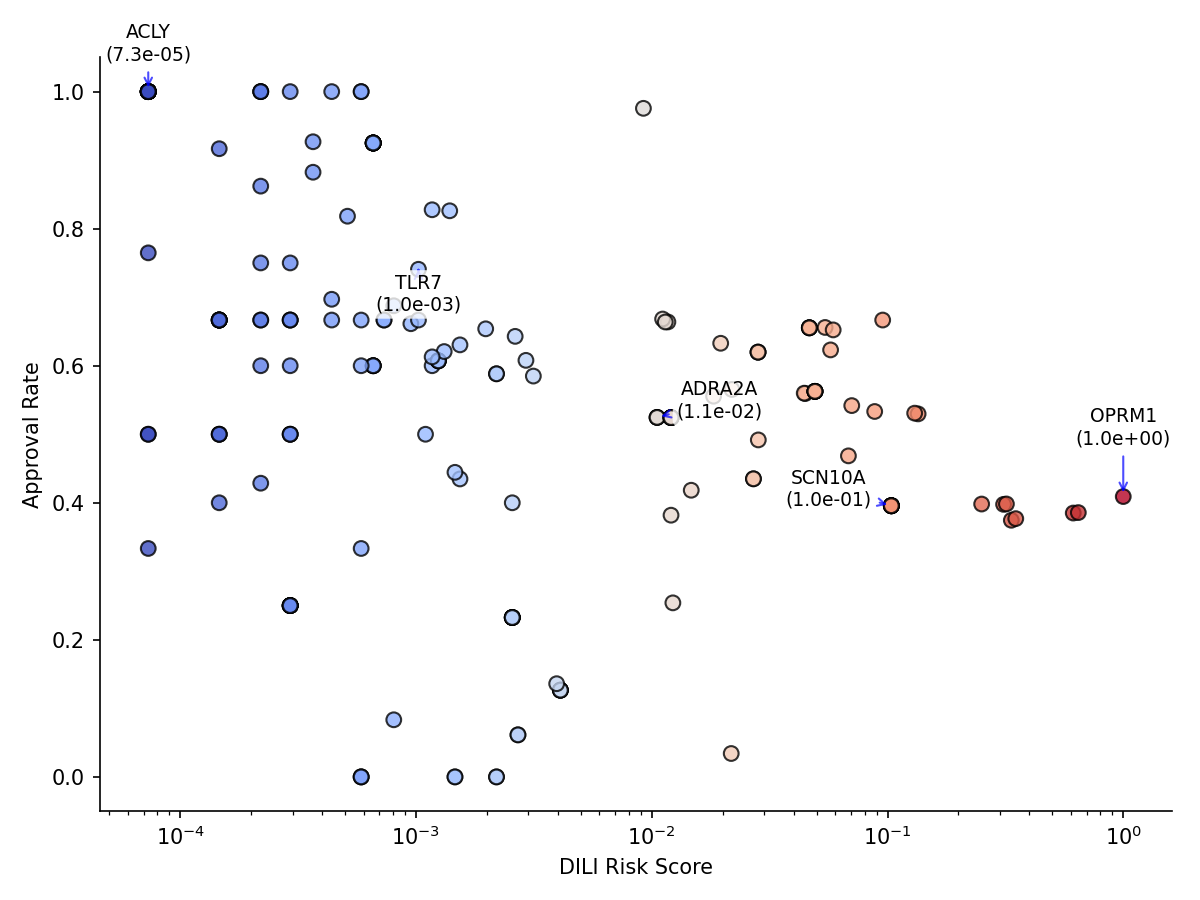 ACLY
(7.3e-05)
1.0
0.8
TLR7
(1.0e-03)
0.6
ADRA2A
(1.1e-02)
OPRM1
(1.0e+00)
SCN10A
(1.0e-01)
0.4
0.2
0.0
Approval Rate
10⁻⁴ 10⁻³ 10⁻² 10⁻¹ 10⁰
DILI Risk Score